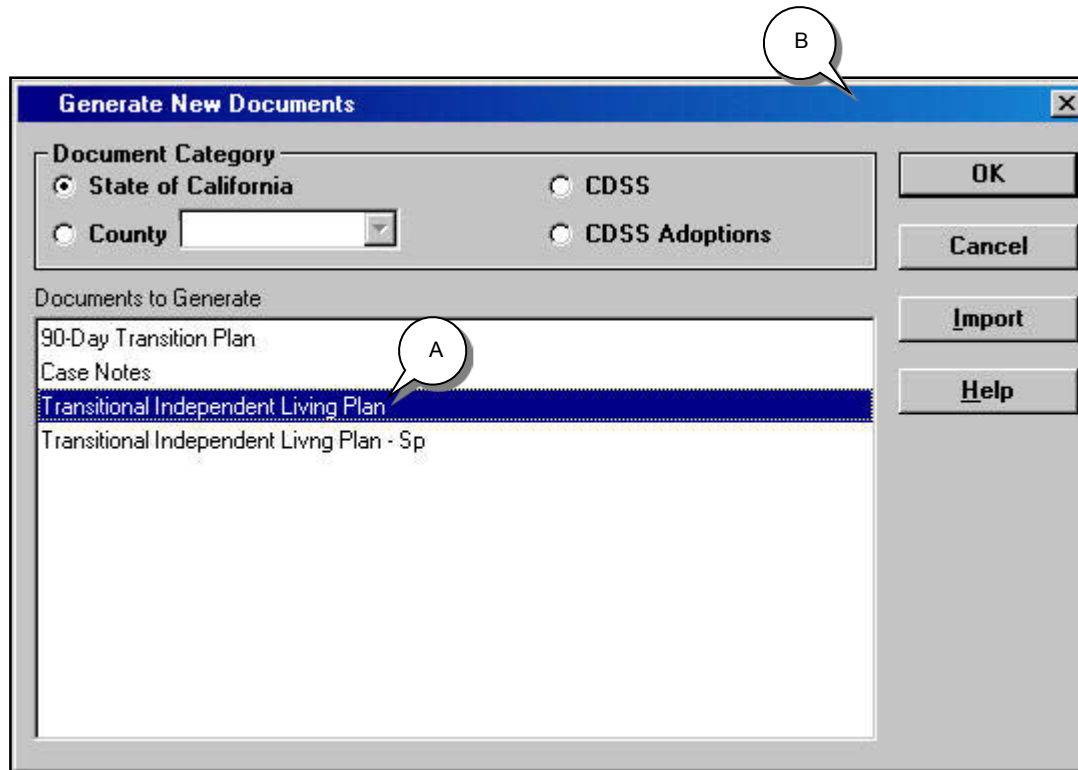 B
Generate New Documents
Document Category
State of California
CDSS
County
CDSS Adoptions
OK
Cancel
Import
Help
Documents to Generate
90-Day Transition Plan
Case Notes
A
Transitional Independent Living Plan
Transitional Independent Livng Plan - Sp